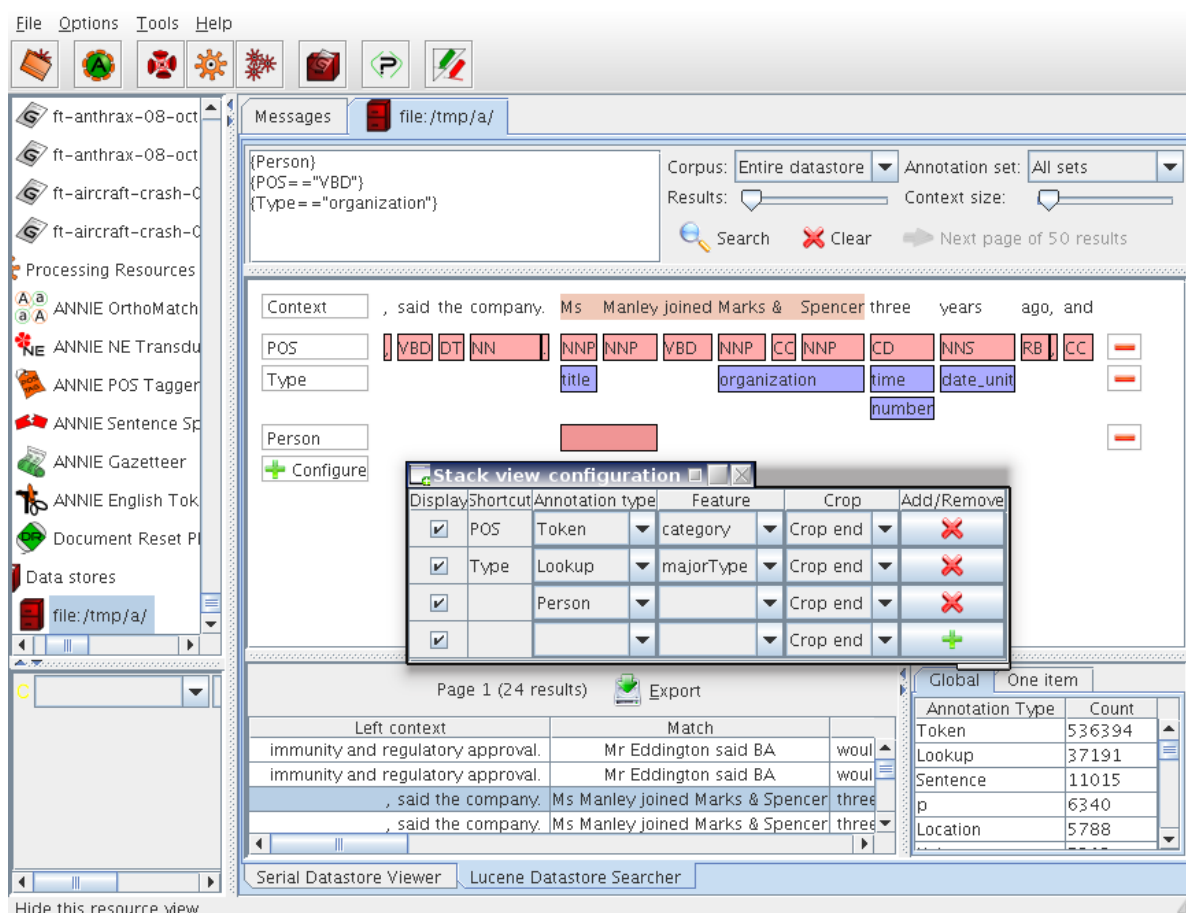 File Options Tools Help
ft-anthrax-08-oct
ft-anthrax-08-oct
ft-aircraft-crash-0
ft-aircraft-crash-0
Processing Resources
ANNIE OrthoMatch
ANNIE NE Transdu
ANNIE POS Tagger
ANNIE Sentence Sp
ANNIE Gazetteer
ANNIE English Tok
Document Reset P
Data stores
file:/tmp/a/
C
Messages file:/tmp/a/
{Person}
{POS=="VBD"}
{Type=="organization"}
Corpus: Entire datastore Annotation set: All sets
Results: Context size:
Search Clear Next page of 50 results
Context , said the company. Ms Manley joined Marks & Spencer three years ago, and
POS , VBD DT NN . NNP NNP VBD NNP CC NNP CD NNS RB , CC
Type title organization time date_unit
number
Person
Configure
Stack view configuration
Display Shortcut Annotation type Feature Crop Add/Remove
POS Token category Crop end
Type Lookup majorType Crop end
Person Crop end
Crop end
Page 1 (24 results) Export
Left context Match
immunity and regulatory approval. Mr Eddington said BA woul
immunity and regulatory approval. Mr Eddington said BA woul
, said the company. Ms Manley joined Marks & Spencer three
, said the company. Ms Manley joined Marks & Spencer three
Global One item
Annotation Type Count
Token 536394
Lookup 37191
Sentence 11015
p 6340
Location 5788
Serial Datastore Viewer Lucene Datastore Searcher
Hide this resource view